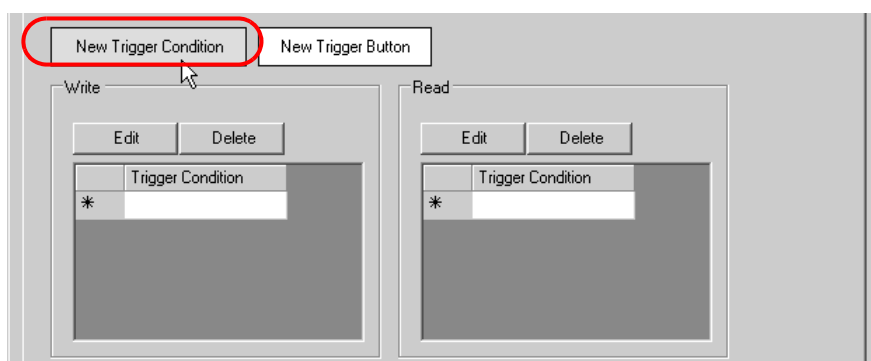 New Trigger Condition New Trigger Button
Write Read
Edit Delete Edit Delete
Trigger Condition Trigger Condition
* *